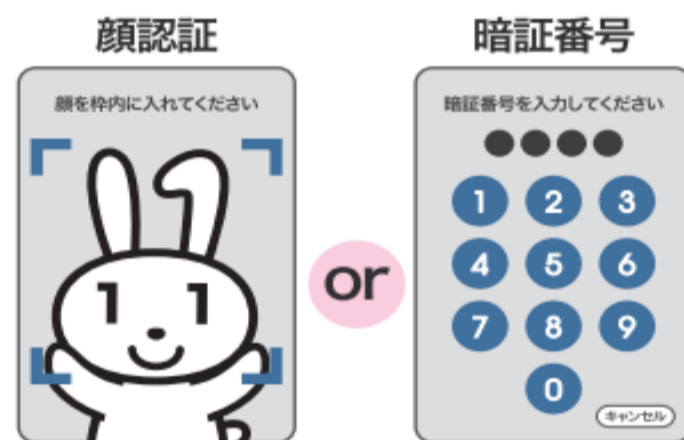 顔認証
顔を枠内に入れてください
or
暗証番号
暗証番号を入力してください
1 2 3
4 5 6
7 8 9
0
キャンセル